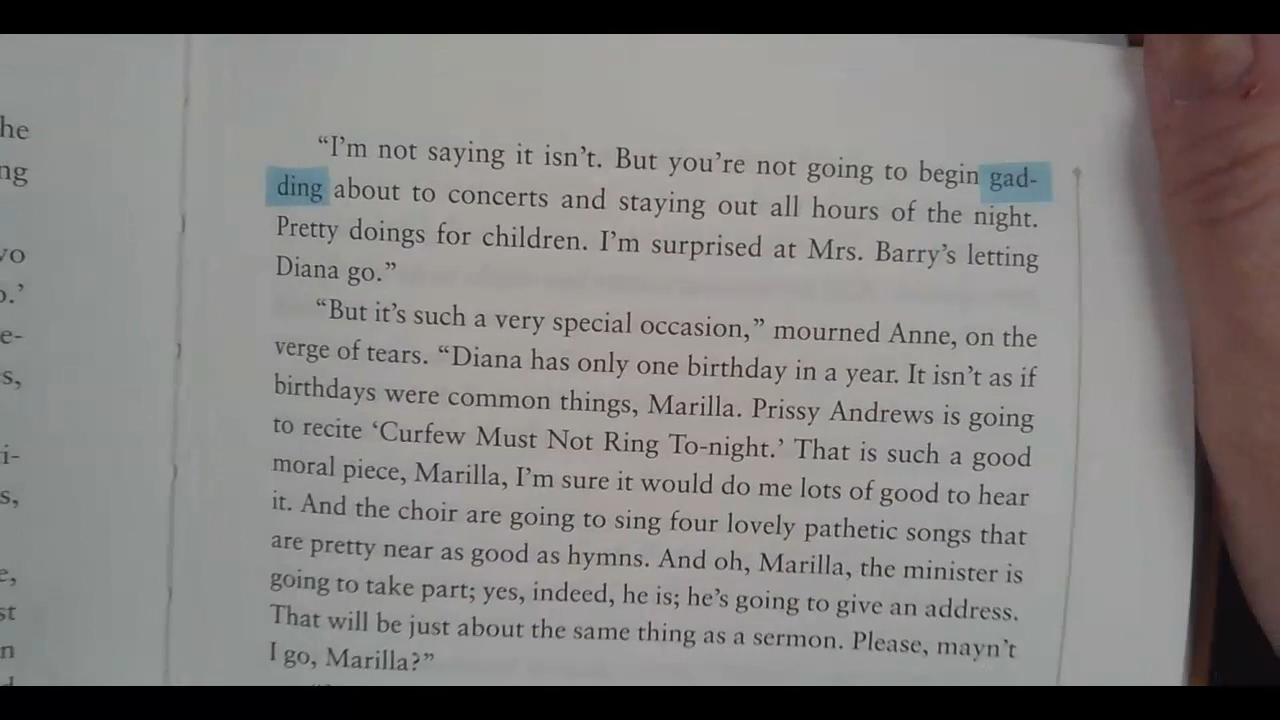 he
ng
vo
.’
e-
s,
i-
s,
e,
st
n
“I’m not saying it isn’t. But you’re not going to begin gad-
ding about to concerts and staying out all hours of the night.
Pretty doings for children. I’m surprised at Mrs. Barry’s letting
Diana go.”
“But it’s such a very special occasion,” mourned Anne, on the
verge of tears. “Diana has only one birthday in a year. It isn’t as if
birthdays were common things, Marilla. Prissy Andrews is going
to recite ‘Curfew Must Not Ring To-night.’ That is such a good
moral piece, Marilla, I’m sure it would do me lots of good to hear
it. And the choir are going to sing four lovely pathetic songs that
are pretty near as good as hymns. And oh, Marilla, the minister is
going to take part; yes, indeed, he is; he’s going to give an address.
That will be just about the same thing as a sermon. Please, mayn’t
I go, Marilla?”